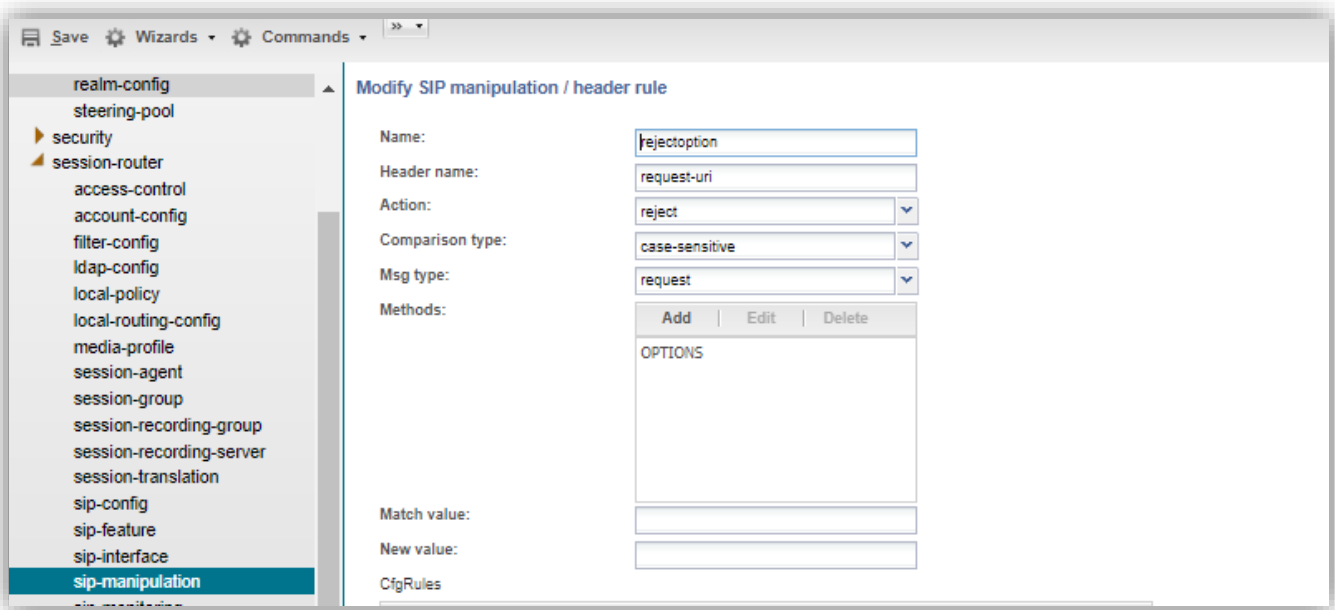 Save Wizards Commands »
realm-config
steering-pool
security
session-router
access-control
account-config
filter-config
ldap-config
local-policy
local-routing-config
media-profile
session-agent
session-group
session-recording-group
session-recording-server
session-translation
sip-config
sip-feature
sip-interface
sip-manipulation
sip-monitoring
Modify SIP manipulation / header rule
Name: rejectoption
Header name: request-uri
Action: reject
Comparison type: case-sensitive
Msg type: request
Methods: Add | Edit | Delete
OPTIONS
Match value:
New value:
CfgRules